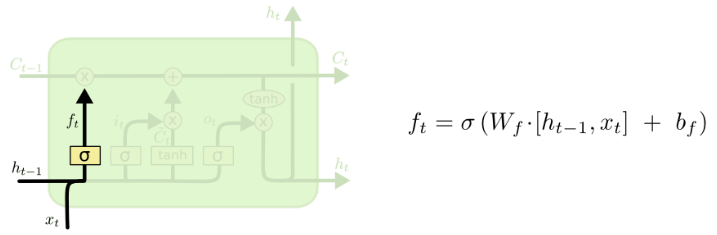 h_t
C_{t-1} × + C_t
tanh
f_t i_t × o_t ×
C̃_t
σ σ tanh σ
h_{t-1} h_t
x_t
f_t = σ (W_f · [h_{t-1}, x_t] + b_f)